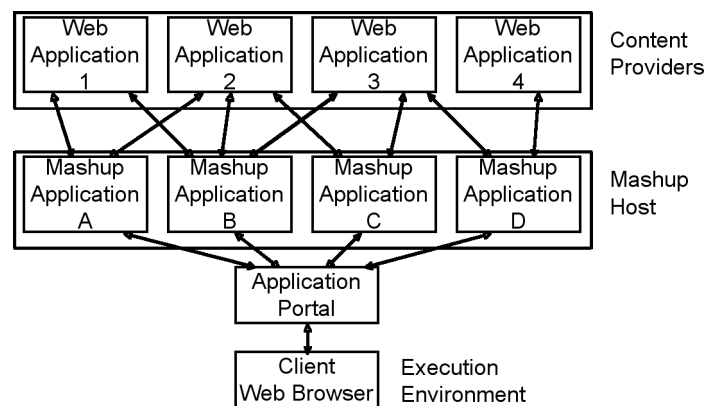 Web Application 1
Web Application 2
Web Application 3
Web Application 4
Content Providers
Mashup Application A
Mashup Application B
Mashup Application C
Mashup Application D
Mashup Host
Application Portal
Client Web Browser
Execution Environment